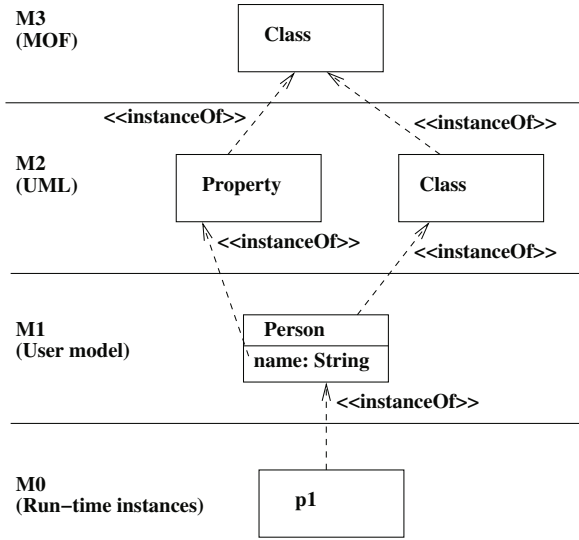 M3
(MOF)
Class
<<instanceOf>>
<<instanceOf>>
M2
(UML)
Property
Class
<<instanceOf>>
<<instanceOf>>
M1
(User model)
Person
name: String
<<instanceOf>>
M0
(Run−time instances)
p1